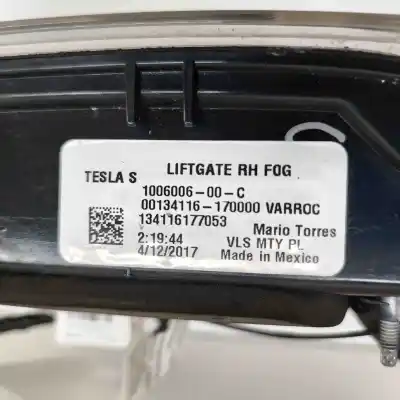 LIFTGATE RH FOG
TESLA S
1006006-00-C
00134116-170000 VARROC
134116177053
Mario Torres
2:19:44
VLS MTY PL
4/12/2017
Made in Mexico